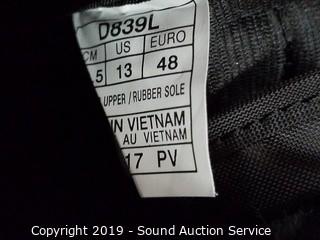 D839L
CM US EURO
.5 13 48
UPPER / RUBBER SOLE
IN VIETNAM
AU VIETNAM
17 PV
Copyright 2019 - Sound Auction Service